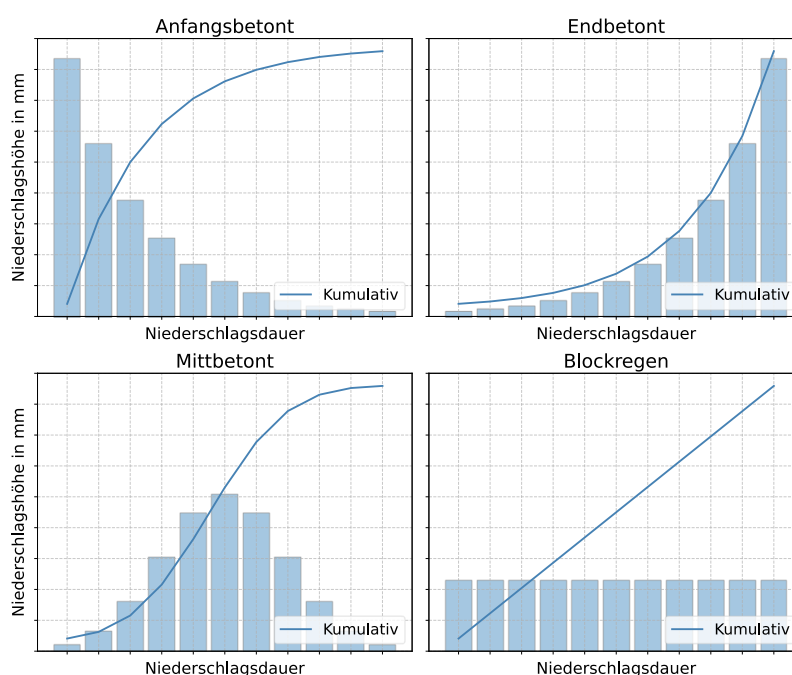 Anfangsbetont
Endbetont
Niederschlagshöhe in mm
Kumulativ
Kumulativ
Niederschlagsdauer
Niederschlagsdauer
Mittbetont
Blockregen
Niederschlagshöhe in mm
Kumulativ
Kumulativ
Niederschlagsdauer
Niederschlagsdauer